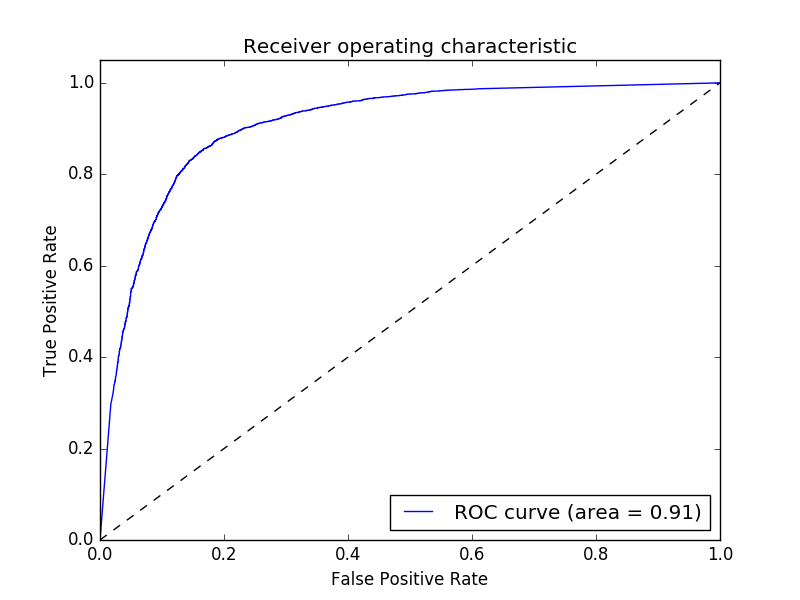 Receiver operating characteristic
1.0
0.8
0.6
0.4
0.2
0.0
True Positive Rate
ROC curve (area = 0.91)
0.0 0.2 0.4 0.6 0.8 1.0
False Positive Rate